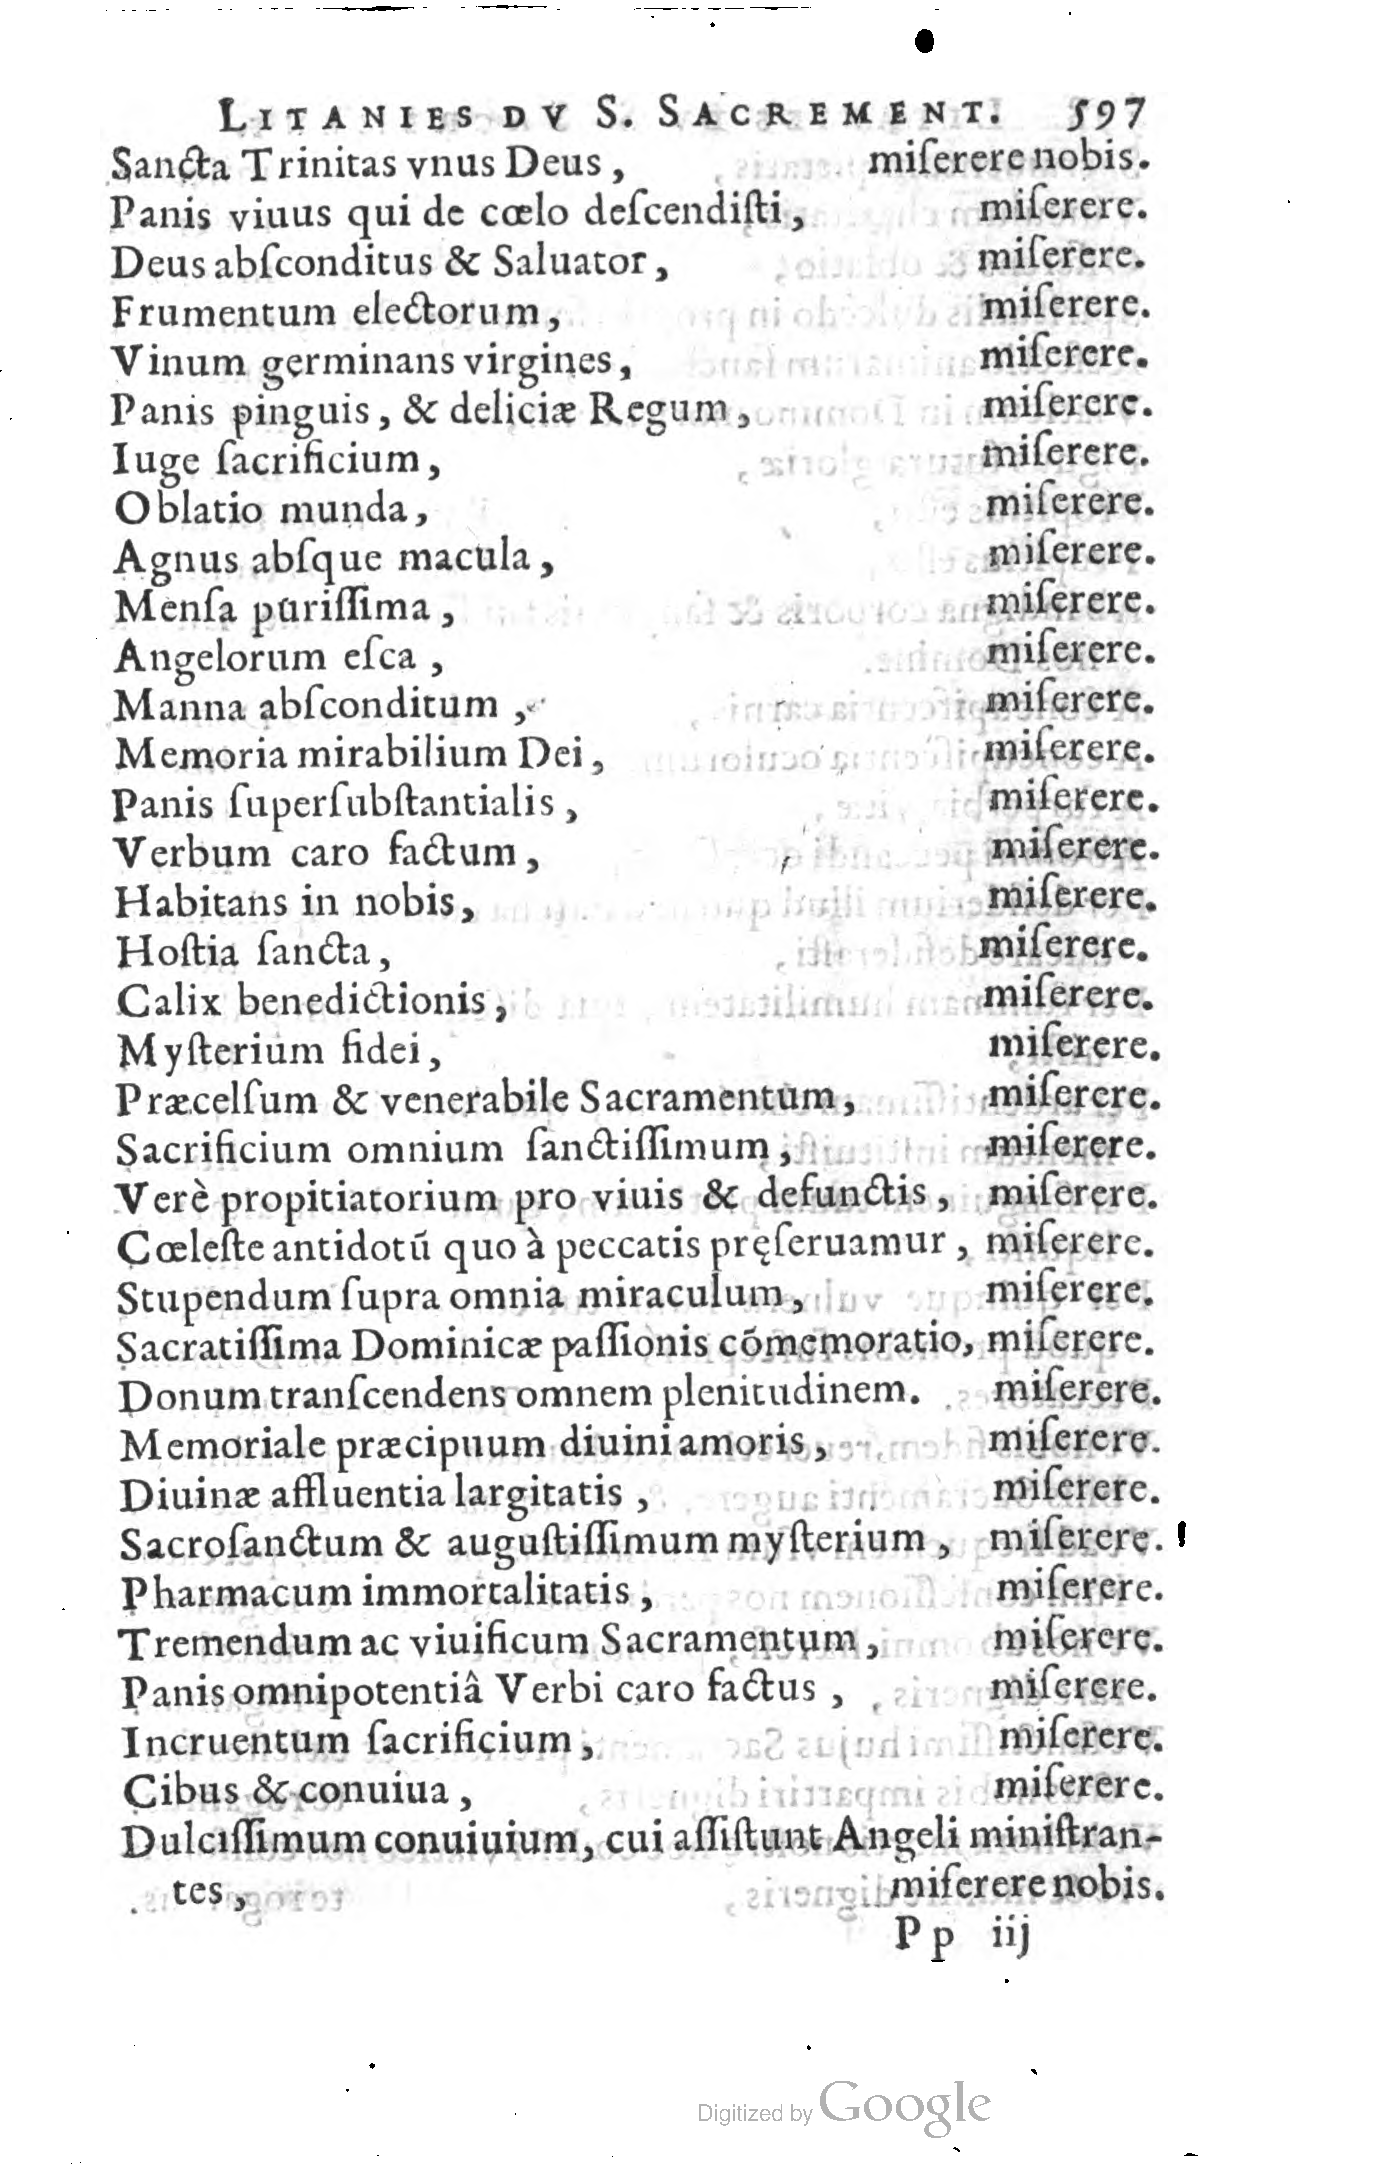 LITANIES DV S. SACREMENT. 597
Sancta Trinitas vnus Deus, miſerere nobis.
Panis viuus qui de cœlo deſcendiſti, miſerere.
Deus abſconditus & Saluator, miſerere.
Frumentum electorum, miſerere.
Vinum germinans virgines, miſerere.
Panis pinguis, & deliciæ Regum, miſerere.
Iuge ſacrificium, miſerere.
Oblatio munda, miſerere.
Agnus abſque macula, miſerere.
Menſa puriſſima, miſerere.
Angelorum eſca, miſerere.
Manna abſconditum, miſerere.
Memoria mirabilium Dei, miſerere.
Panis ſuperſubſtantialis, miſerere.
Verbum caro factum, miſerere.
Habitans in nobis, miſerere.
Hoſtia ſancta, miſerere.
Calix benedictionis, miſerere.
Myſterium fidei, miſerere.
Præcelſum & venerabile Sacramentum, miſerere.
Sacrificium omnium ſanctiſſimum, miſerere.
Verè propitiatorium pro viuis & defunctis, miſerere.
Cœleſte antidotū quo à peccatis pręſeruamur, miſerere.
Stupendum ſupra omnia miraculum, miſerere.
Sacratiſſima Dominicæ paſſionis cōmemoratio, miſerere.
Donum tranſcendens omnem plenitudinem. miſerere.
Memoriale præcipuum diuini amoris, miſerere.
Diuinæ affluentia largitatis, miſerere.
Sacroſanctum & auguſtiſſimum myſterium, miſerere.
Pharmacum immortalitatis, miſerere.
Tremendum ac viuificum Sacramentum, miſerere.
Panis omnipotentiâ Verbi caro factus, miſerere.
Incruentum ſacrificium, miſerere.
Cibus & conuiua, miſerere.
Dulciſſimum conuiuium, cui aſſiſtunt Angeli miniſtran-
tes, miſerere nobis.
Pp iij
Digitized by Google